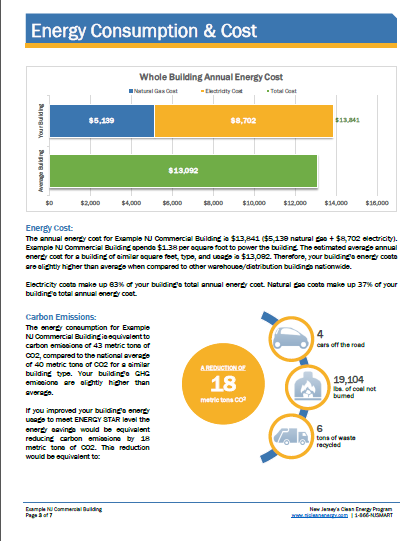 Energy Consumption & Cost
Whole Building Annual Energy Cost
Natural Gas Cost Electricity Cost Total Cost
Your Building
$5,139 $8,702 $13,841
Average Building
$13,092
$0 $2,000 $4,000 $6,000 $8,000 $10,000 $12,000 $14,000 $16,000
Energy Cost:
The annual energy cost for Example NJ Commercial Building is $13,841 ($5,139 natural gas + $8,702 electricity).
Example NJ Commercial Building spends $1.38 per square foot to power the building. The estimated average annual
energy cost for a building of similar square feet, type, and usage is $13,092. Therefore, your building's energy costs
are slightly higher than average when compared to other warehouse/distribution buildings nationwide.
Electricity costs make up 63% of your building's total annual energy cost. Natural gas costs make up 37% of your
building's total annual energy cost.
Carbon Emissions:
The energy consumption for Example
NJ Commercial Building is equivalent to
carbon emissions of 43 metric tons of
CO2, compared to the national average
of 40 metric tons of CO2 for a similar
building type. Your building's GHG
emissions are slightly higher than
average.
If you improved your building's energy
usage to meet ENERGY STAR level the
energy savings would be equivalent
reducing carbon emissions by 18
metric tons of CO2. This reduction
would be equivalent to:
A REDUCTION OF
18
metric tons CO²
4
cars off the road
19,104
lbs. of coal not
burned
6
tons of waste
recycled
Example NJ Commercial Building New Jersey's Clean Energy Program
Page 3 of 7 www.njcleanenergy.com | 1-866-NJSMART